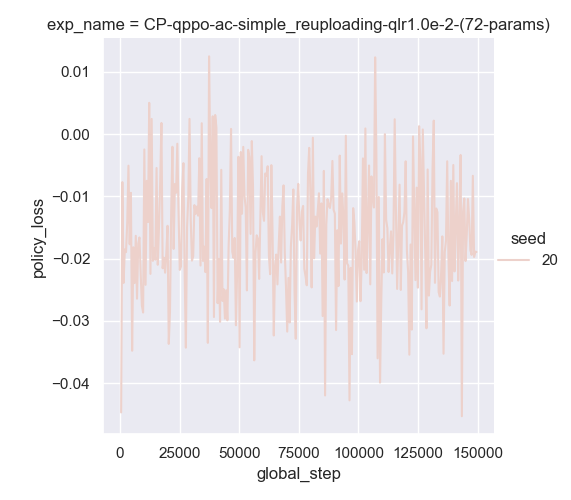 exp_name = CP-qppo-ac-simple_reuploading-qlr1.0e-2-(72-params)
0.01
0.00
−0.01
−0.02
−0.03
−0.04
policy_loss
0 25000 50000 75000 100000 125000 150000
global_step
seed
20